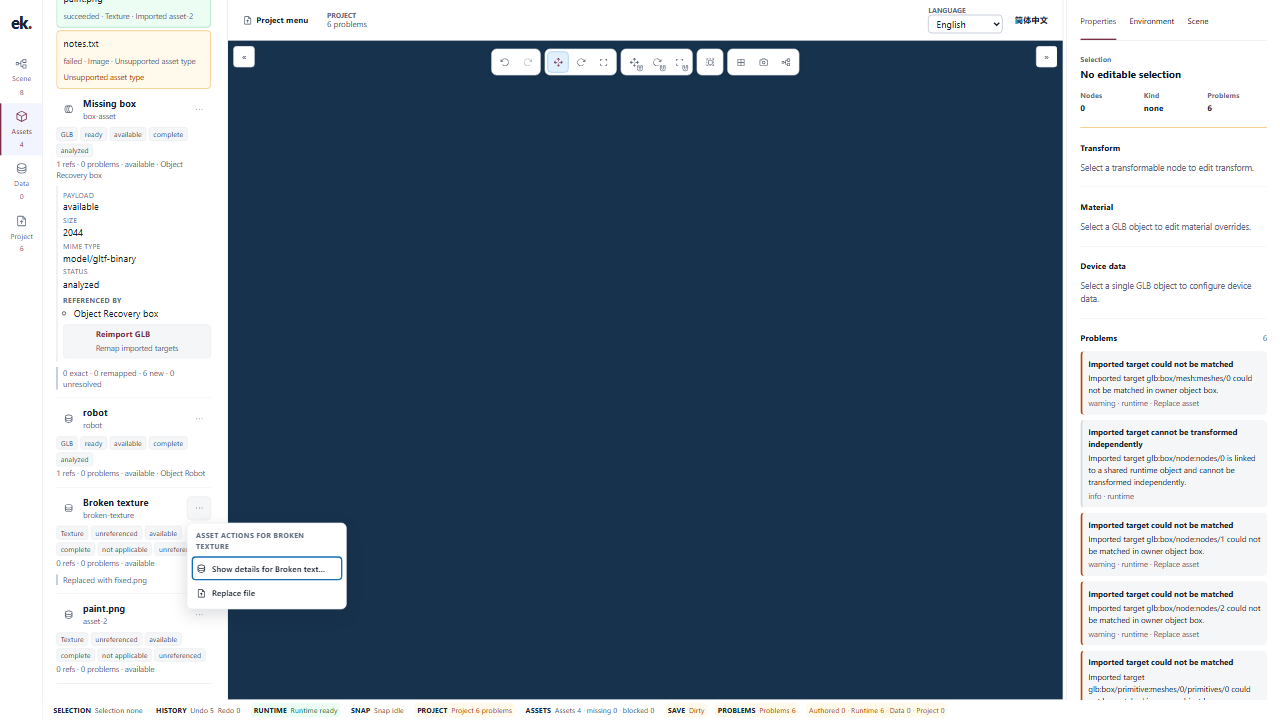 ek.
Scene
8
Assets
4
Data
0
Project
6
succeeded · Texture · Imported asset-2
notes.txt
failed · Image · Unsupported asset type
Unsupported asset type
Missing box
box-asset
...
GLB
ready
available
complete
analyzed
1 refs · 0 problems · available · Object
Recovery box
PAYLOAD
available
SIZE
2044
MIME TYPE
model/gltf-binary
STATUS
analyzed
REFERENCED BY
Object Recovery box
Reimport GLB
Remap imported targets
0 exact · 0 remapped · 6 new · 0
unresolved
robot
robot
...
GLB
ready
available
complete
analyzed
1 refs · 0 problems · available · Object Robot
Broken texture
broken-texture
...
Texture
unreferenced
available
complete
not applicable
0 refs · 0 problems · available
Replaced with fixed.png
ASSET ACTIONS FOR BROKEN
TEXTURE
Show details for Broken text...
Replace file
paint.png
asset-2
...
Texture
unreferenced
available
complete
not applicable
unreferenced
0 refs · 0 problems · available
Project menu
PROJECT
6 problems
LANGUAGE
English
简体中文
«
»
Properties
Environment
Scene
Selection
No editable selection
Nodes
Kind
Problems
0
none
6
Transform
Select a transformable node to edit transform.
Material
Select a GLB object to edit material overrides.
Device data
Select a single GLB object to configure device
data.
Problems
6
Imported target could not be matched
Imported target glb:box/mesh:meshes/0 could
not be matched in owner object box.
warning · runtime · Replace asset
Imported target cannot be transformed
independently
Imported target glb:box/node:nodes/0 is linked
to a shared runtime object and cannot be
transformed independently.
info · runtime
Imported target could not be matched
Imported target glb:box/node:nodes/1 could
not be matched in owner object box.
warning · runtime · Replace asset
Imported target could not be matched
Imported target glb:box/node:nodes/2 could
not be matched in owner object box.
warning · runtime · Replace asset
Imported target could not be matched
Imported target
glb:box/primitive:meshes/0/primitives/0 could
SELECTION Selection none
HISTORY Undo 5 Redo 0
RUNTIME Runtime ready
SNAP Snap idle
PROJECT Project 6 problems
ASSETS Assets 4 · missing 0 · blocked 0
SAVE Dirty
PROBLEMS Problems 6
Authored 0 · Runtime 6 · Data 0 · Project 0